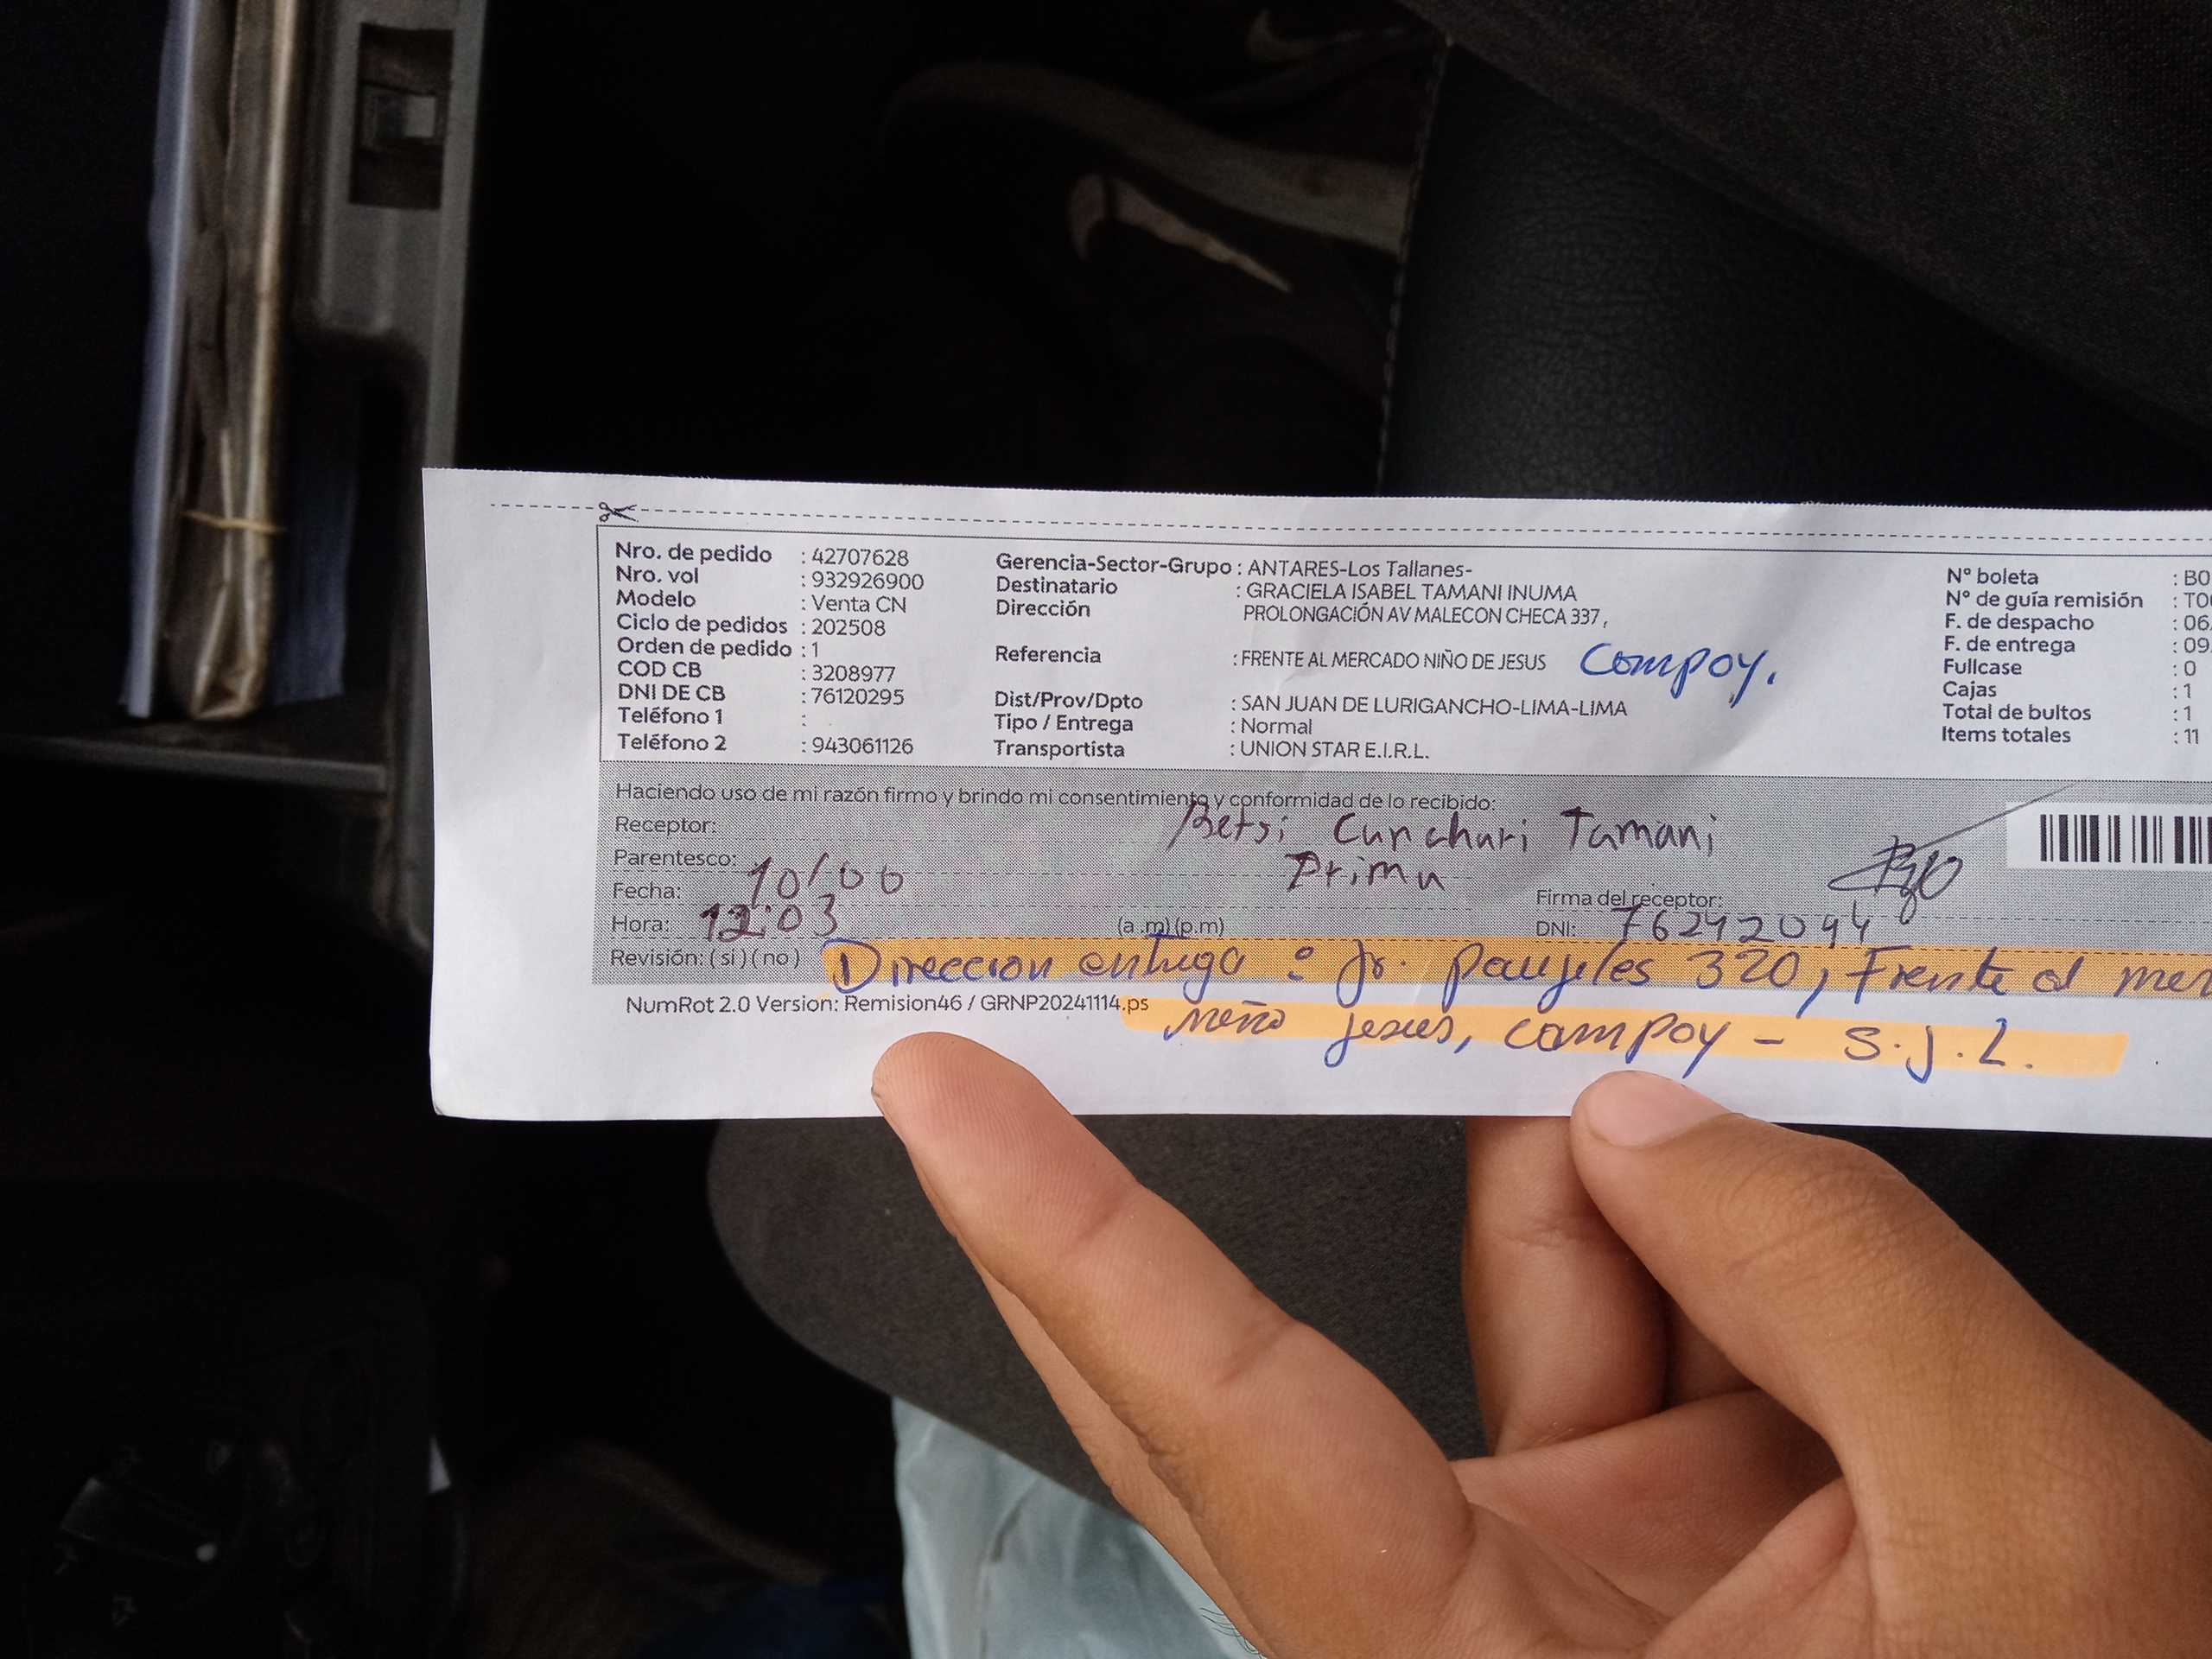 Nro. de pedido : 42707628
Nro. vol : 932926900
Modelo : Venta CN
Ciclo de pedidos : 202508
Orden de pedido : 1
COD CB : 3208977
DNI DE CB : 76120295
Teléfono 1 :
Teléfono 2 : 943061126
Gerencia-Sector-Grupo : ANTARES-Los Tallanes-
Destinatario : GRACIELA ISABEL TAMANI INUMA
Dirección PROLONGACIÓN AV MALECON CHECA 337 ,
Referencia : FRENTE AL MERCADO NIÑO DE JESUS Campoy.
Dist/Prov/Dpto : SAN JUAN DE LURIGANCHO-LIMA-LIMA
Tipo / Entrega : Normal
Transportista : UNION STAR E.I.R.L.
N° boleta : B0
N° de guía remisión : T00
F. de despacho : 06
F. de entrega : 09
Fullcase : 0
Cajas : 1
Total de bultos : 1
Items totales : 11
Haciendo uso de mi razón firmo y brindo mi consentimiento y conformidad de lo recibido:
Receptor: Betsi Tamani
Parentesco: Prima
Fecha:
Hora: 12:03 (a .m) (p.m)
Firma del receptor:
DNI: 76242094
Revisión: ( si ) ( no ) Direccion entrega : Jr. 320, Frente al mer
niño jesus, campoy - S.J.L.
NumRot 2.0 Version: Remision46 / GRNP20241114.ps